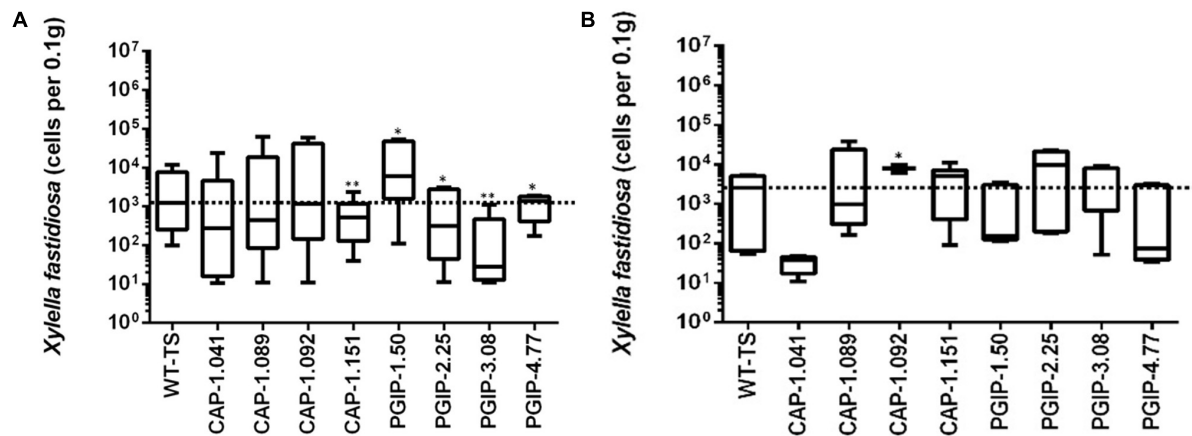 A
Xylella fastidiosa (cells per 0.1g)
10⁷
10⁶
10⁵
10⁴
10³
10²
10¹
10⁰
*
**
*
**
*
WT-TS
CAP-1.041
CAP-1.089
CAP-1.092
CAP-1.151
PGIP-1.50
PGIP-2.25
PGIP-3.08
PGIP-4.77
B
Xylella fastidiosa (cells per 0.1g)
10⁷
10⁶
10⁵
10⁴
10³
10²
10¹
10⁰
*
WT-TS
CAP-1.041
CAP-1.089
CAP-1.092
CAP-1.151
PGIP-1.50
PGIP-2.25
PGIP-3.08
PGIP-4.77